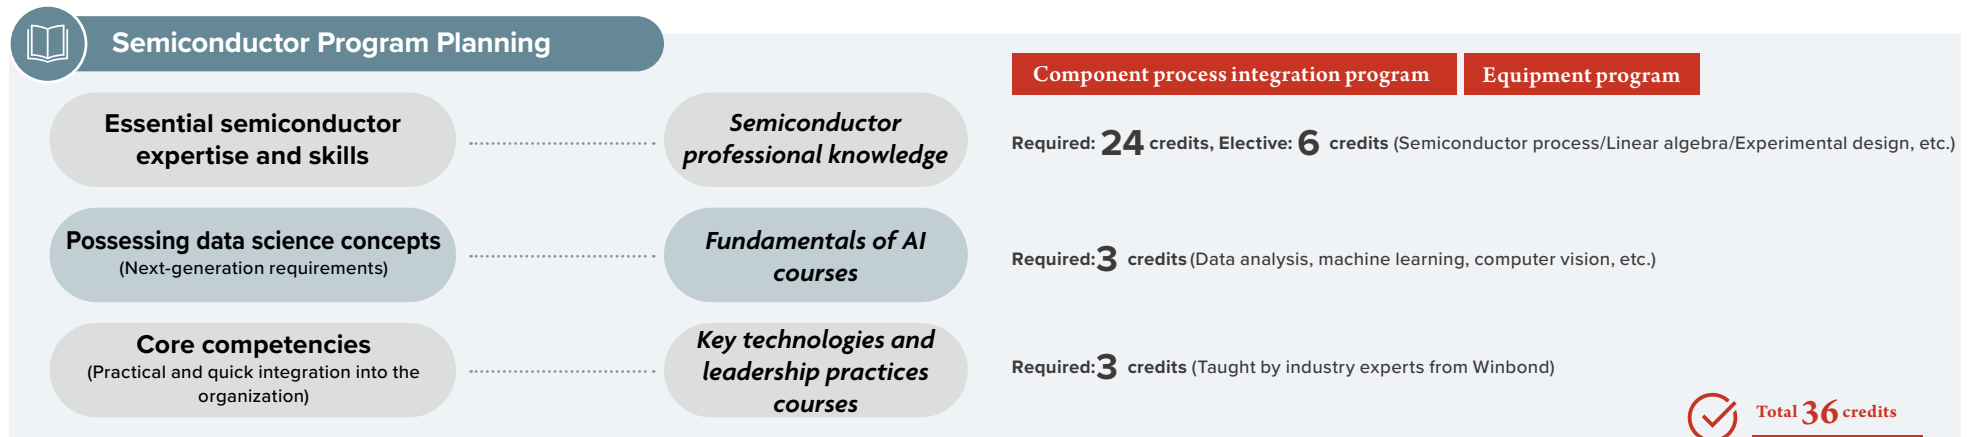 Semiconductor Program Planning
Component process integration program
Equipment program
Essential semiconductor
expertise and skills
Semiconductor
professional knowledge
Required: 24 credits, Elective: 6 credits (Semiconductor process/Linear algebra/Experimental design, etc.)
Possessing data science concepts
(Next-generation requirements)
Fundamentals of AI
courses
Required:3 credits (Data analysis, machine learning, computer vision, etc.)
Core competencies
(Practical and quick integration into the
organization)
Key technologies and
leadership practices
courses
Required:3 credits (Taught by industry experts from Winbond)
Total 36 credits